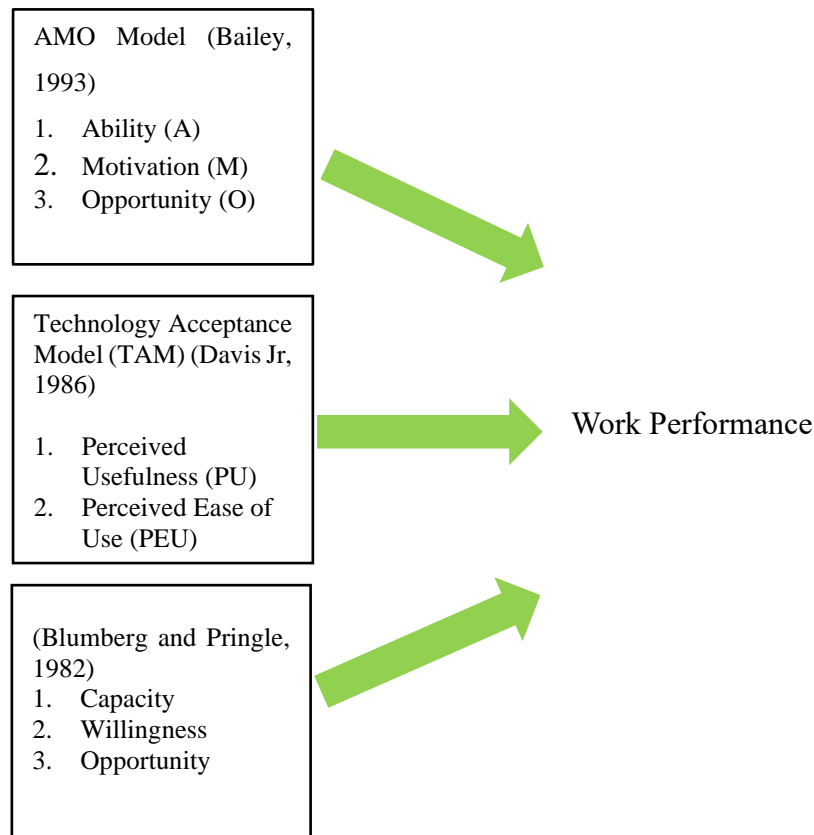 AMO Model (Bailey,
1993)
1. Ability (A)
2. Motivation (M)
3. Opportunity (O)
Technology Acceptance
Model (TAM) (Davis Jr,
1986)
1. Perceived
Usefulness (PU)
2. Perceived Ease of
Use (PEU)
Work Performance
(Blumberg and Pringle,
1982)
1. Capacity
2. Willingness
3. Opportunity